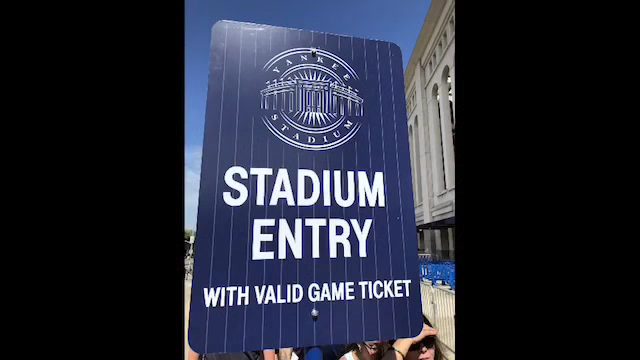 YANKEE
STADIUM
STADIUM
ENTRY
WITH VALID GAME TICKET